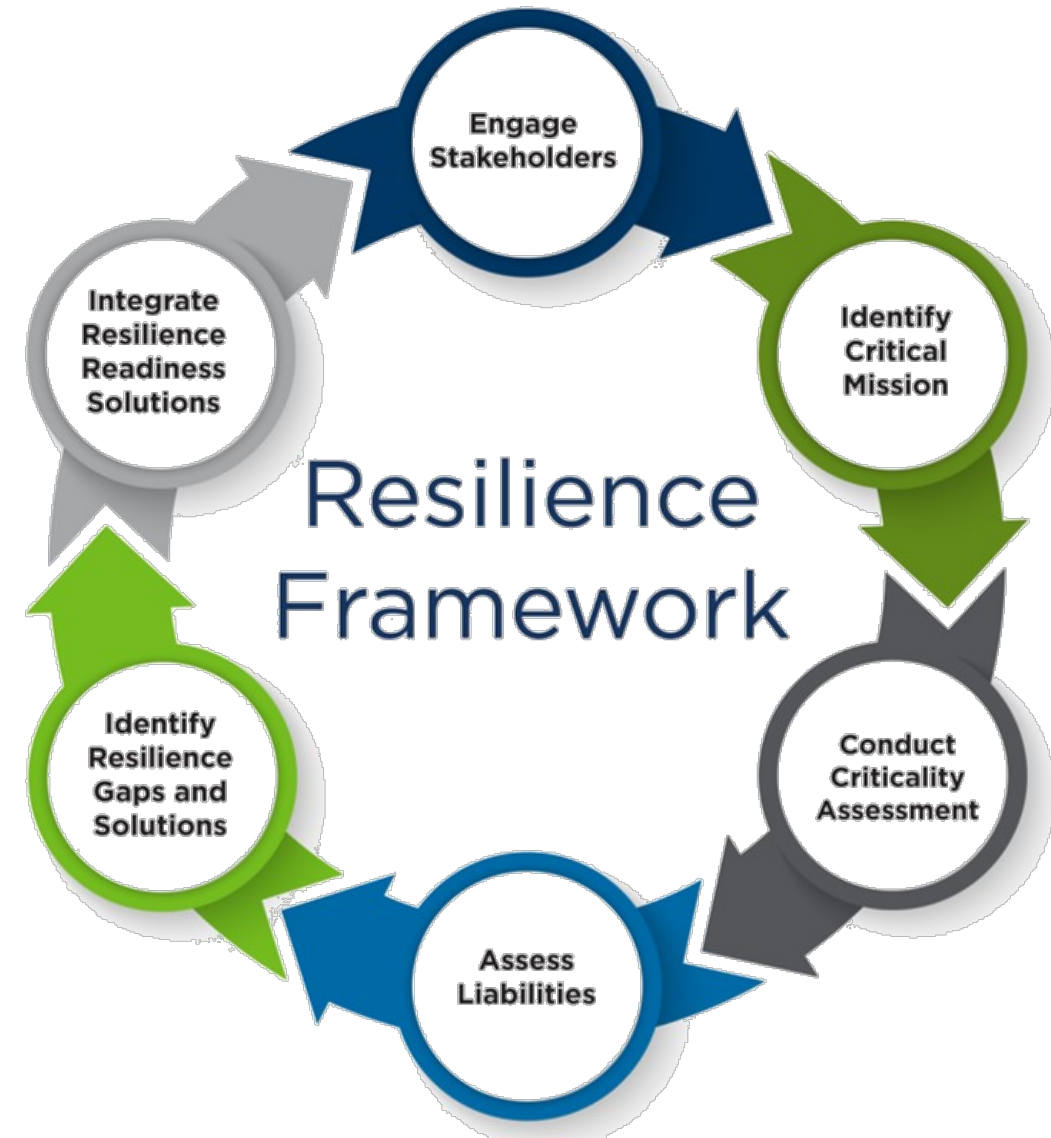 Engage
Stakeholders
Identify
Critical
Mission
Conduct
Criticality
Assessment
Assess
Liabilities
Identify
Resilience
Gaps and
Solutions
Integrate
Resilience
Readiness
Solutions
Resilience
Framework